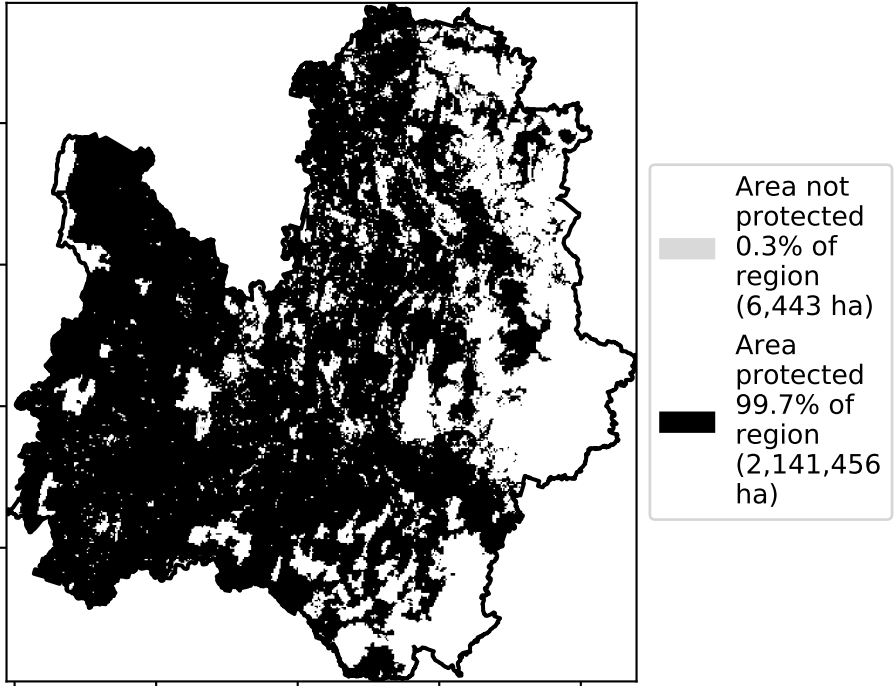 Area not
protected
0.3% of
region
(6,443 ha)
Area
protected
99.7% of
region
(2,141,456
ha)